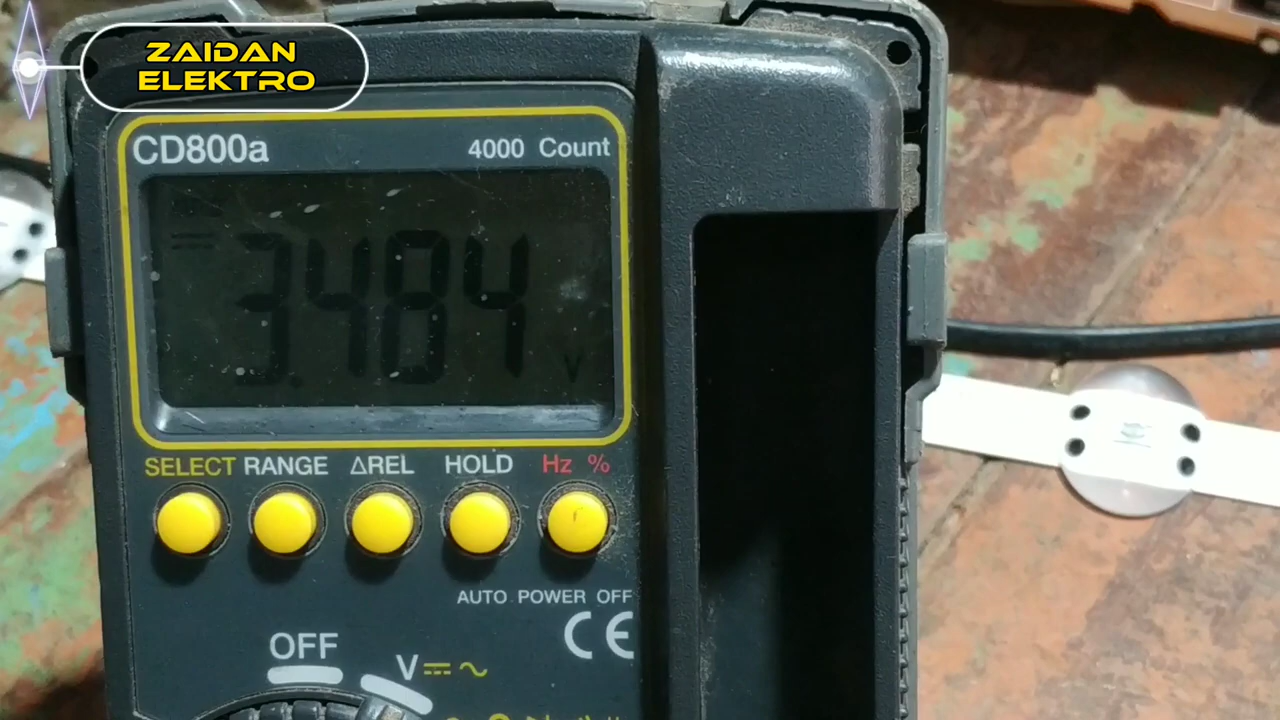 ZAIDAN
ELEKTRO
CD800a
4000 Count
3.484
V
SELECT RANGE ΔREL HOLD Hz %
AUTO POWER OFF
CE
OFF
V